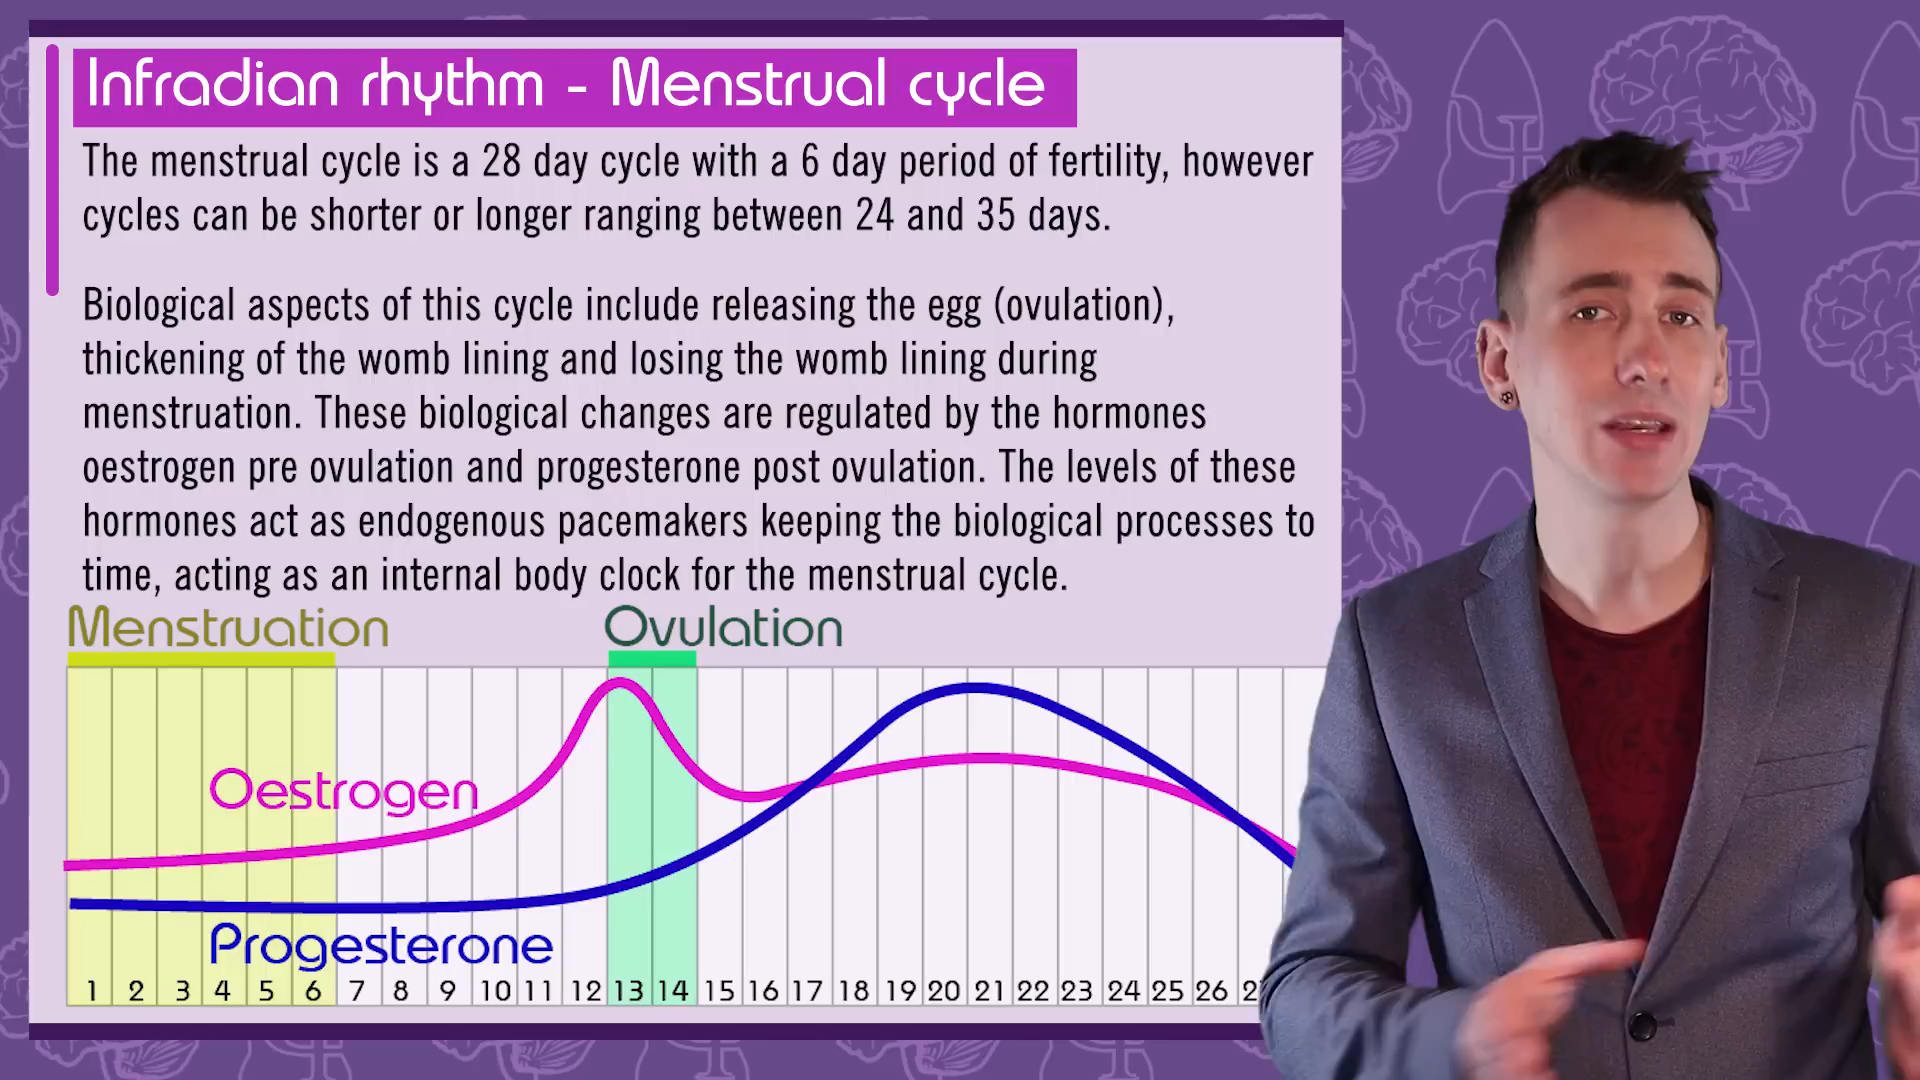 Infradian rhythm - Menstrual cycle
The menstrual cycle is a 28 day cycle with a 6 day period of fertility, however
cycles can be shorter or longer ranging between 24 and 35 days.
Biological aspects of this cycle include releasing the egg (ovulation),
thickening of the womb lining and losing the womb lining during
menstruation. These biological changes are regulated by the hormones
oestrogen pre ovulation and progesterone post ovulation. The levels of these
hormones act as endogenous pacemakers keeping the biological processes to
time, acting as an internal body clock for the menstrual cycle.
Menstruation Ovulation
Oestrogen
Progesterone
1 2 3 4 5 6 7 8 9 10 11 12 13 14 15 16 17 18 19 20 21 22 23 24 25 26